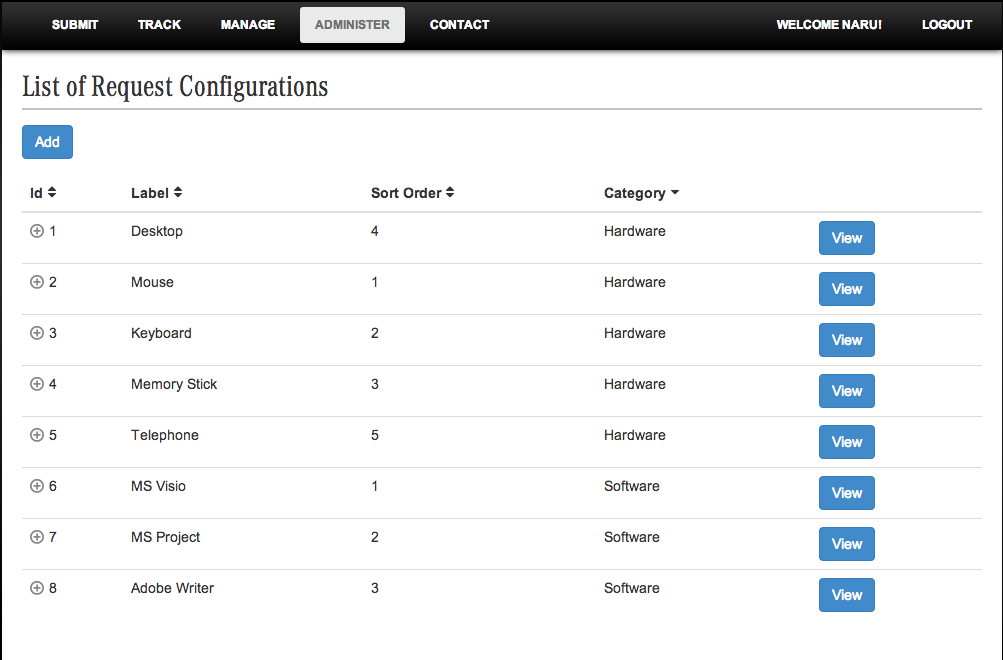 SUBMIT TRACK MANAGE ADMINISTER CONTACT WELCOME NARU! LOGOUT
List of Request Configurations
Add
Id Label Sort Order Category
1 Desktop 4 Hardware View
2 Mouse 1 Hardware View
3 Keyboard 2 Hardware View
4 Memory Stick 3 Hardware View
5 Telephone 5 Hardware View
6 MS Visio 1 Software View
7 MS Project 2 Software View
8 Adobe Writer 3 Software View